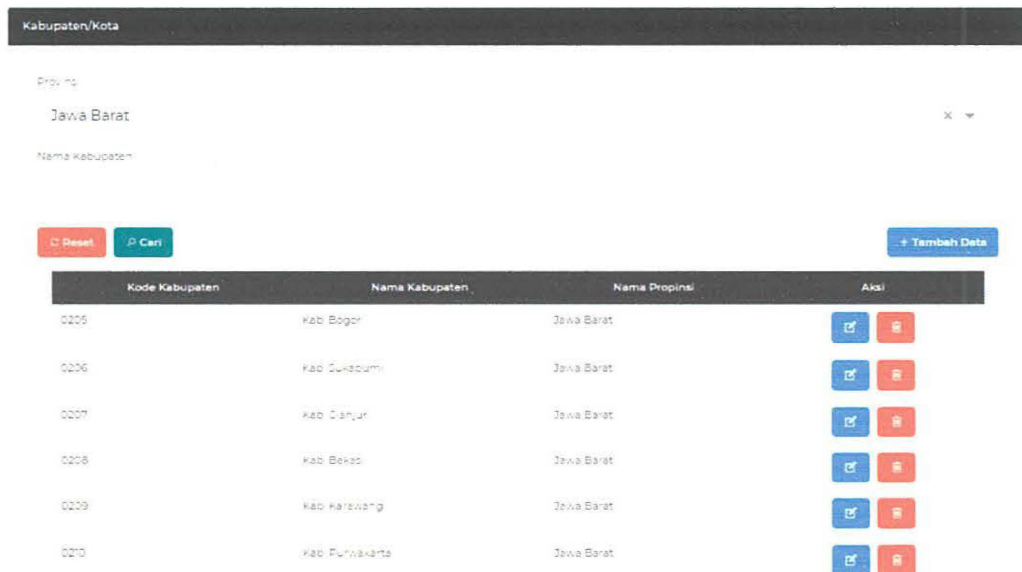 Kabupaten/Kota
Provinsi
Jawa Barat
Nama Kabupaten
Reset Cari + Tambah Data
Kode Kabupaten Nama Kabupaten Nama Propinsi Aksi
0205 Kab. Bogor Jawa Barat
0206 Kab. Sukabumi Jawa Barat
0207 Kab. Cianjur Jawa Barat
0208 Kab. Bekasi Jawa Barat
0209 Kab. Karawang Jawa Barat
0210 Kab. Purwakarta Jawa Barat